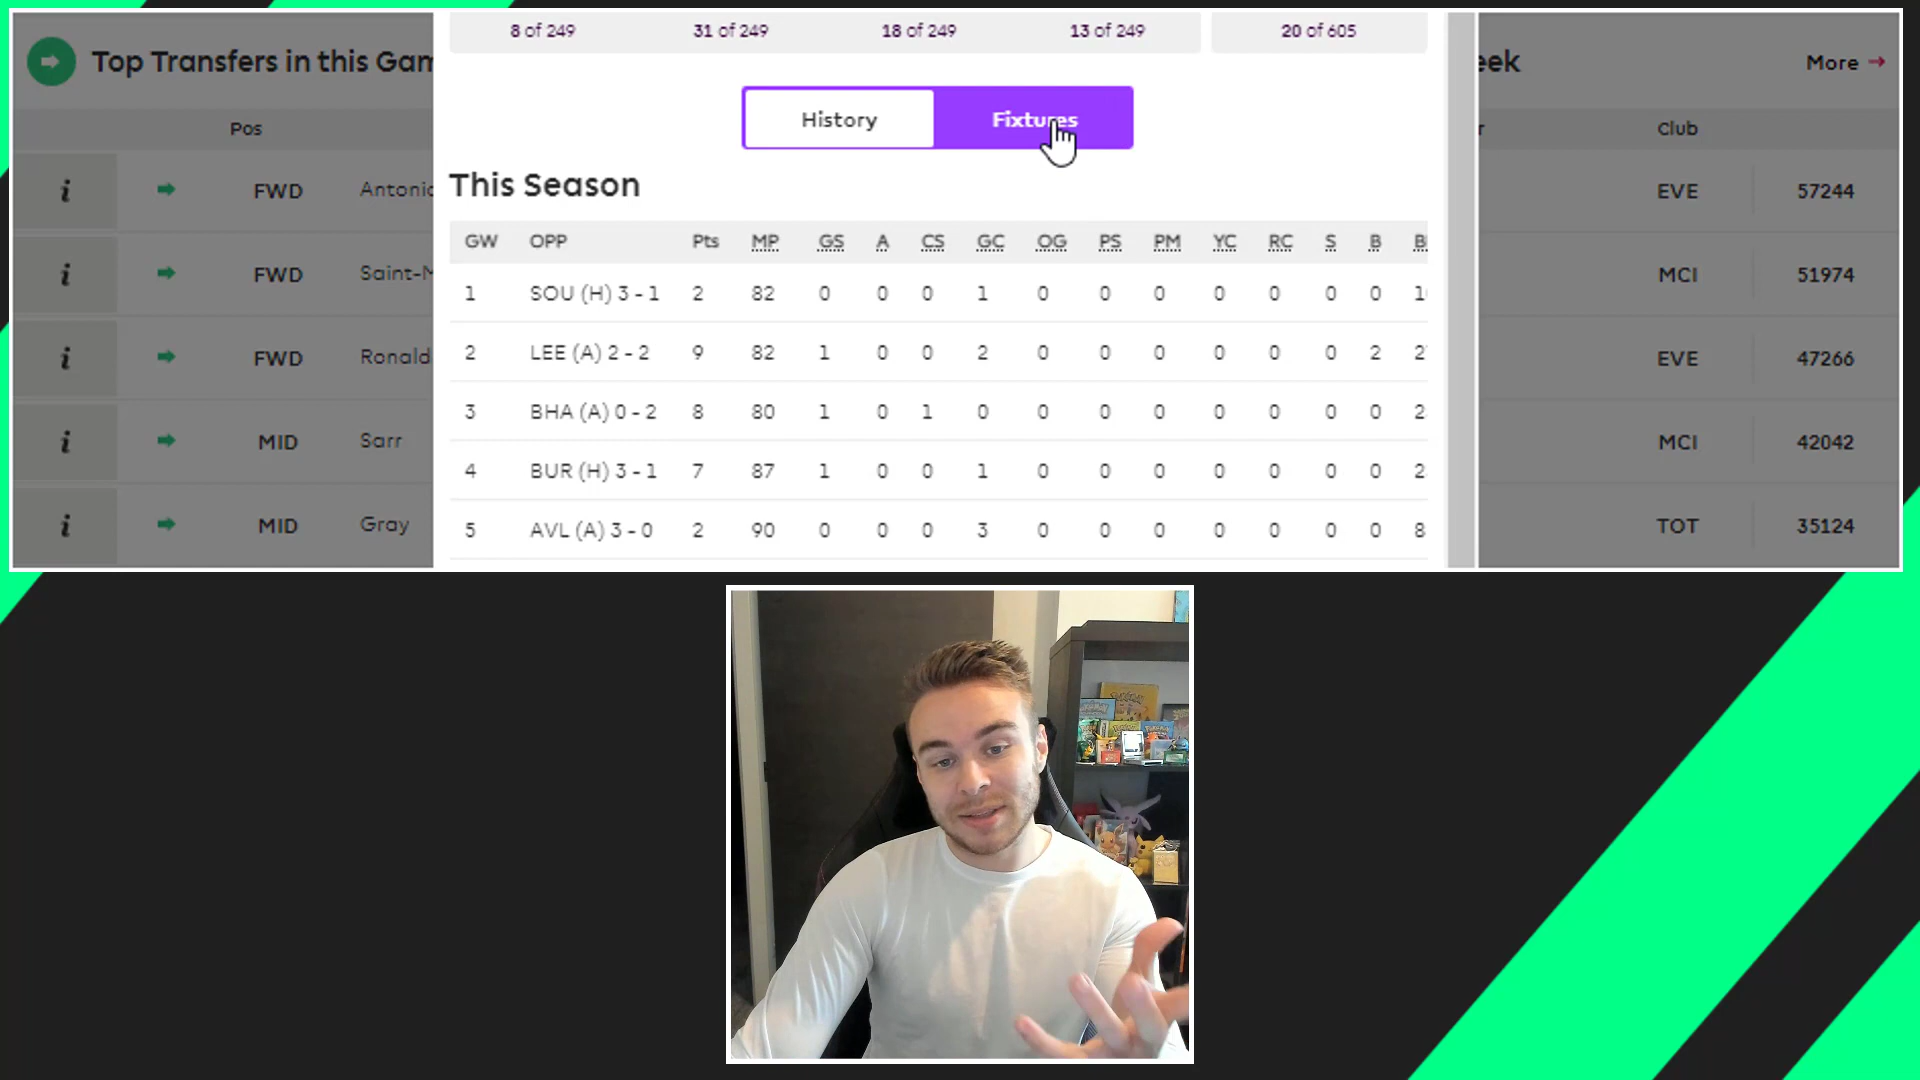 8 of 249 31 of 249 18 of 249 13 of 249 20 of 605
Top Transfers in this Gam
eek
More →
History Fixtures
Pos
Club
This Season
GW OPP Pts MP GS A CS GC OG PS PM YC RC S B B
1 SOU (H) 3 - 1 2 82 0 0 0 1 0 0 0 0 0 0 0 1
2 LEE (A) 2 - 2 9 82 1 0 0 2 0 0 0 0 0 0 2 2
3 BHA (A) 0 - 2 8 80 1 0 1 0 0 0 0 0 0 0 0 2
4 BUR (H) 3 - 1 7 87 1 0 0 1 0 0 0 0 0 0 0 2
5 AVL (A) 3 - 0 2 90 0 0 0 3 0 0 0 0 0 0 0 8
i FWD Antonio
i FWD Saint-M
i FWD Ronald
i MID Sarr
i MID Gray
EVE 57244
MCI 51974
EVE 47266
MCI 42042
TOT 35124